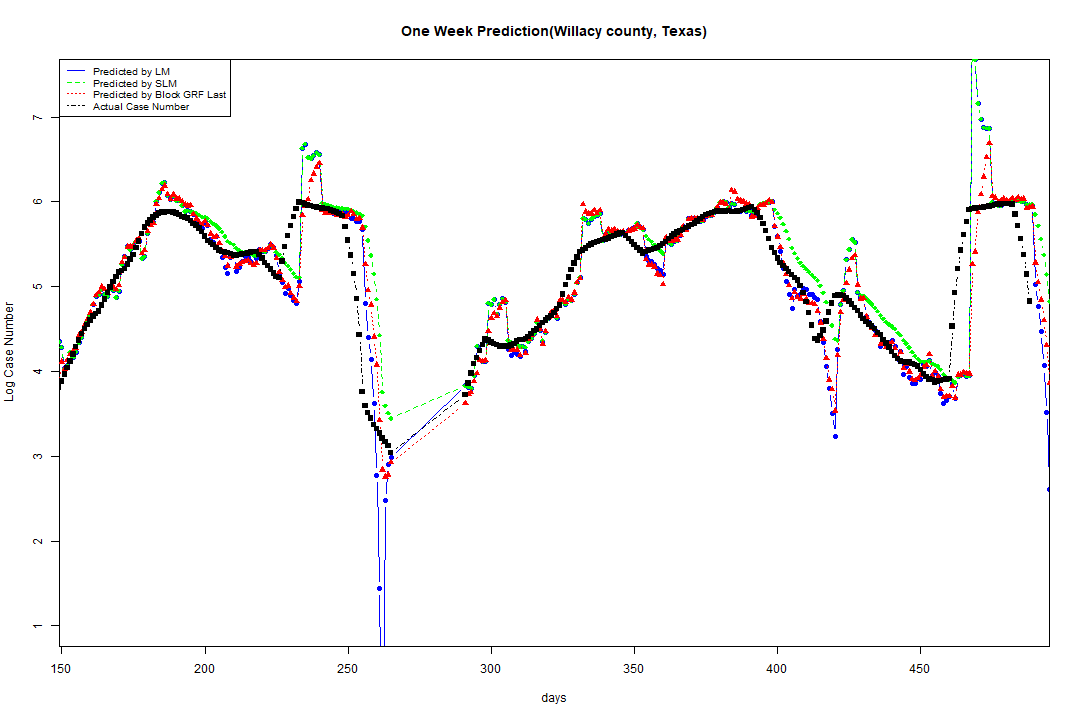 One Week Prediction(Willacy county, Texas)
Predicted by LM
Predicted by SLM
Predicted by Block GRF Last
Actual Case Number
Log Case Number
7
6
5
4
3
2
1
150 200 250 300 350 400 450
days